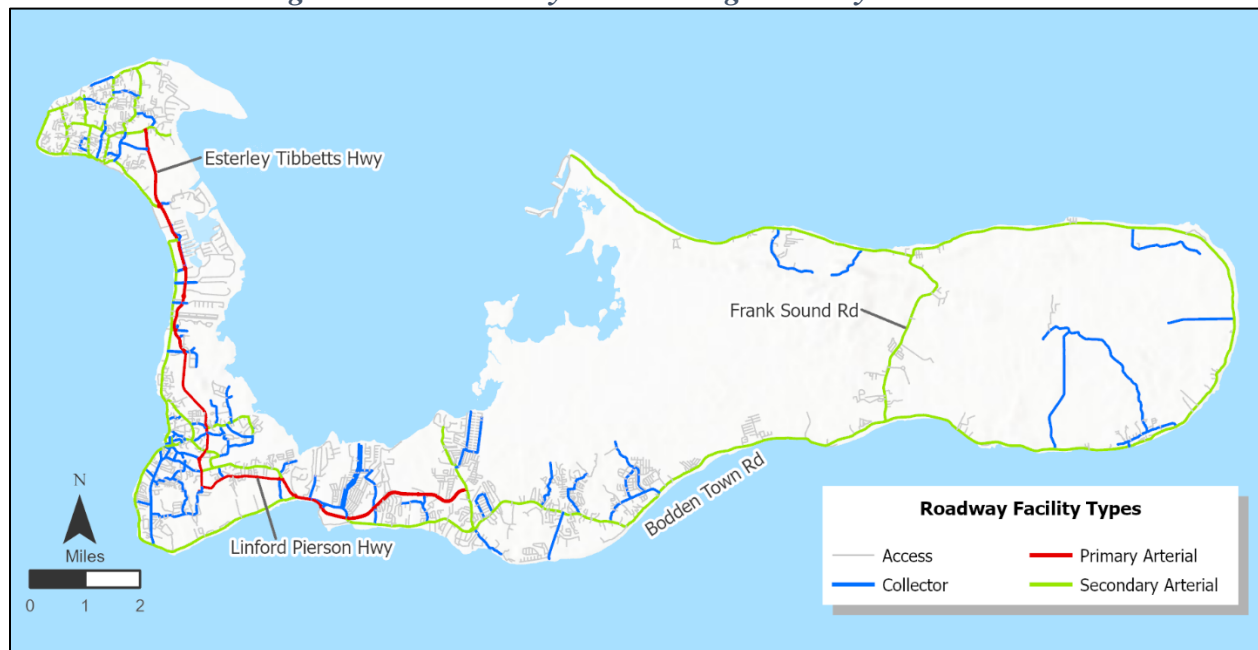 Esterley Tibbetts Hwy
Frank Sound Rd
Bodden Town Rd
Linford Pierson Hwy
N
Miles
0 1 2
Roadway Facility Types
Access
Primary Arterial
Collector
Secondary Arterial